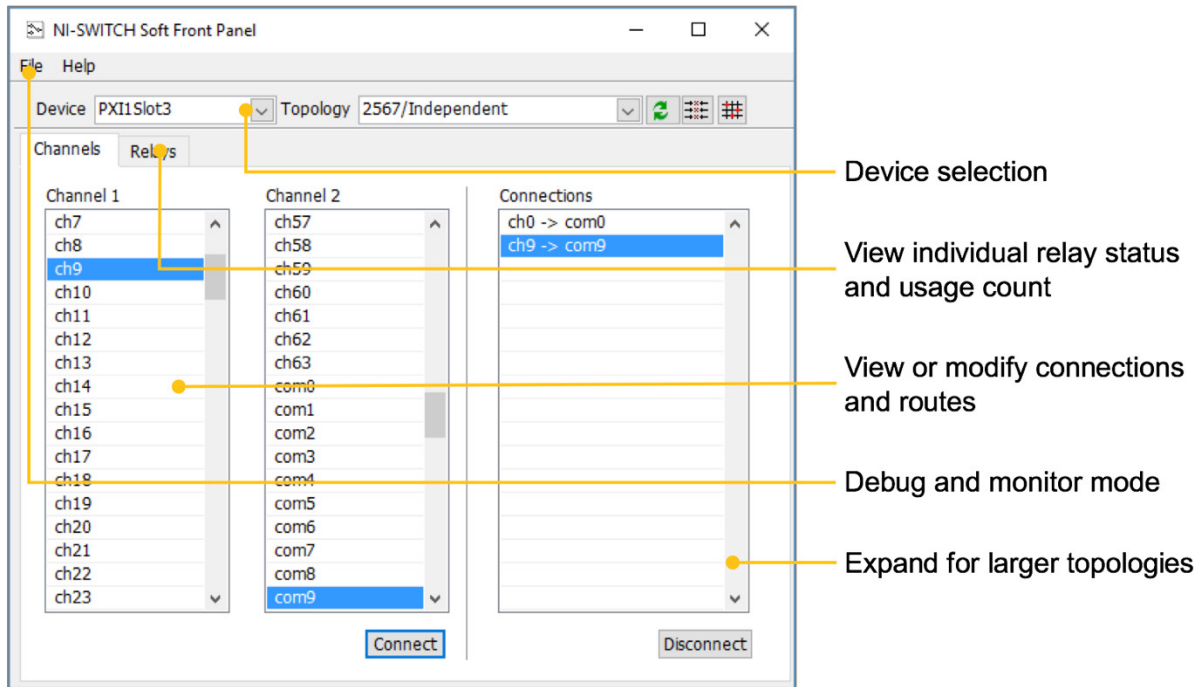 NI-SWITCH Soft Front Panel
File Help
Device PXI1Slot3 Topology 2567/Independent
Channels Relays
Channel 1
ch7
ch8
ch9
ch10
ch11
ch12
ch13
ch14
ch15
ch16
ch17
ch18
ch19
ch20
ch21
ch22
ch23
Channel 2
ch57
ch58
ch59
ch60
ch61
ch62
ch63
com0
com1
com2
com3
com4
com5
com6
com7
com8
com9
Connect
Connections
ch0 -> com0
ch9 -> com9
Disconnect
Device selection
View individual relay status
and usage count
View or modify connections
and routes
Debug and monitor mode
Expand for larger topologies